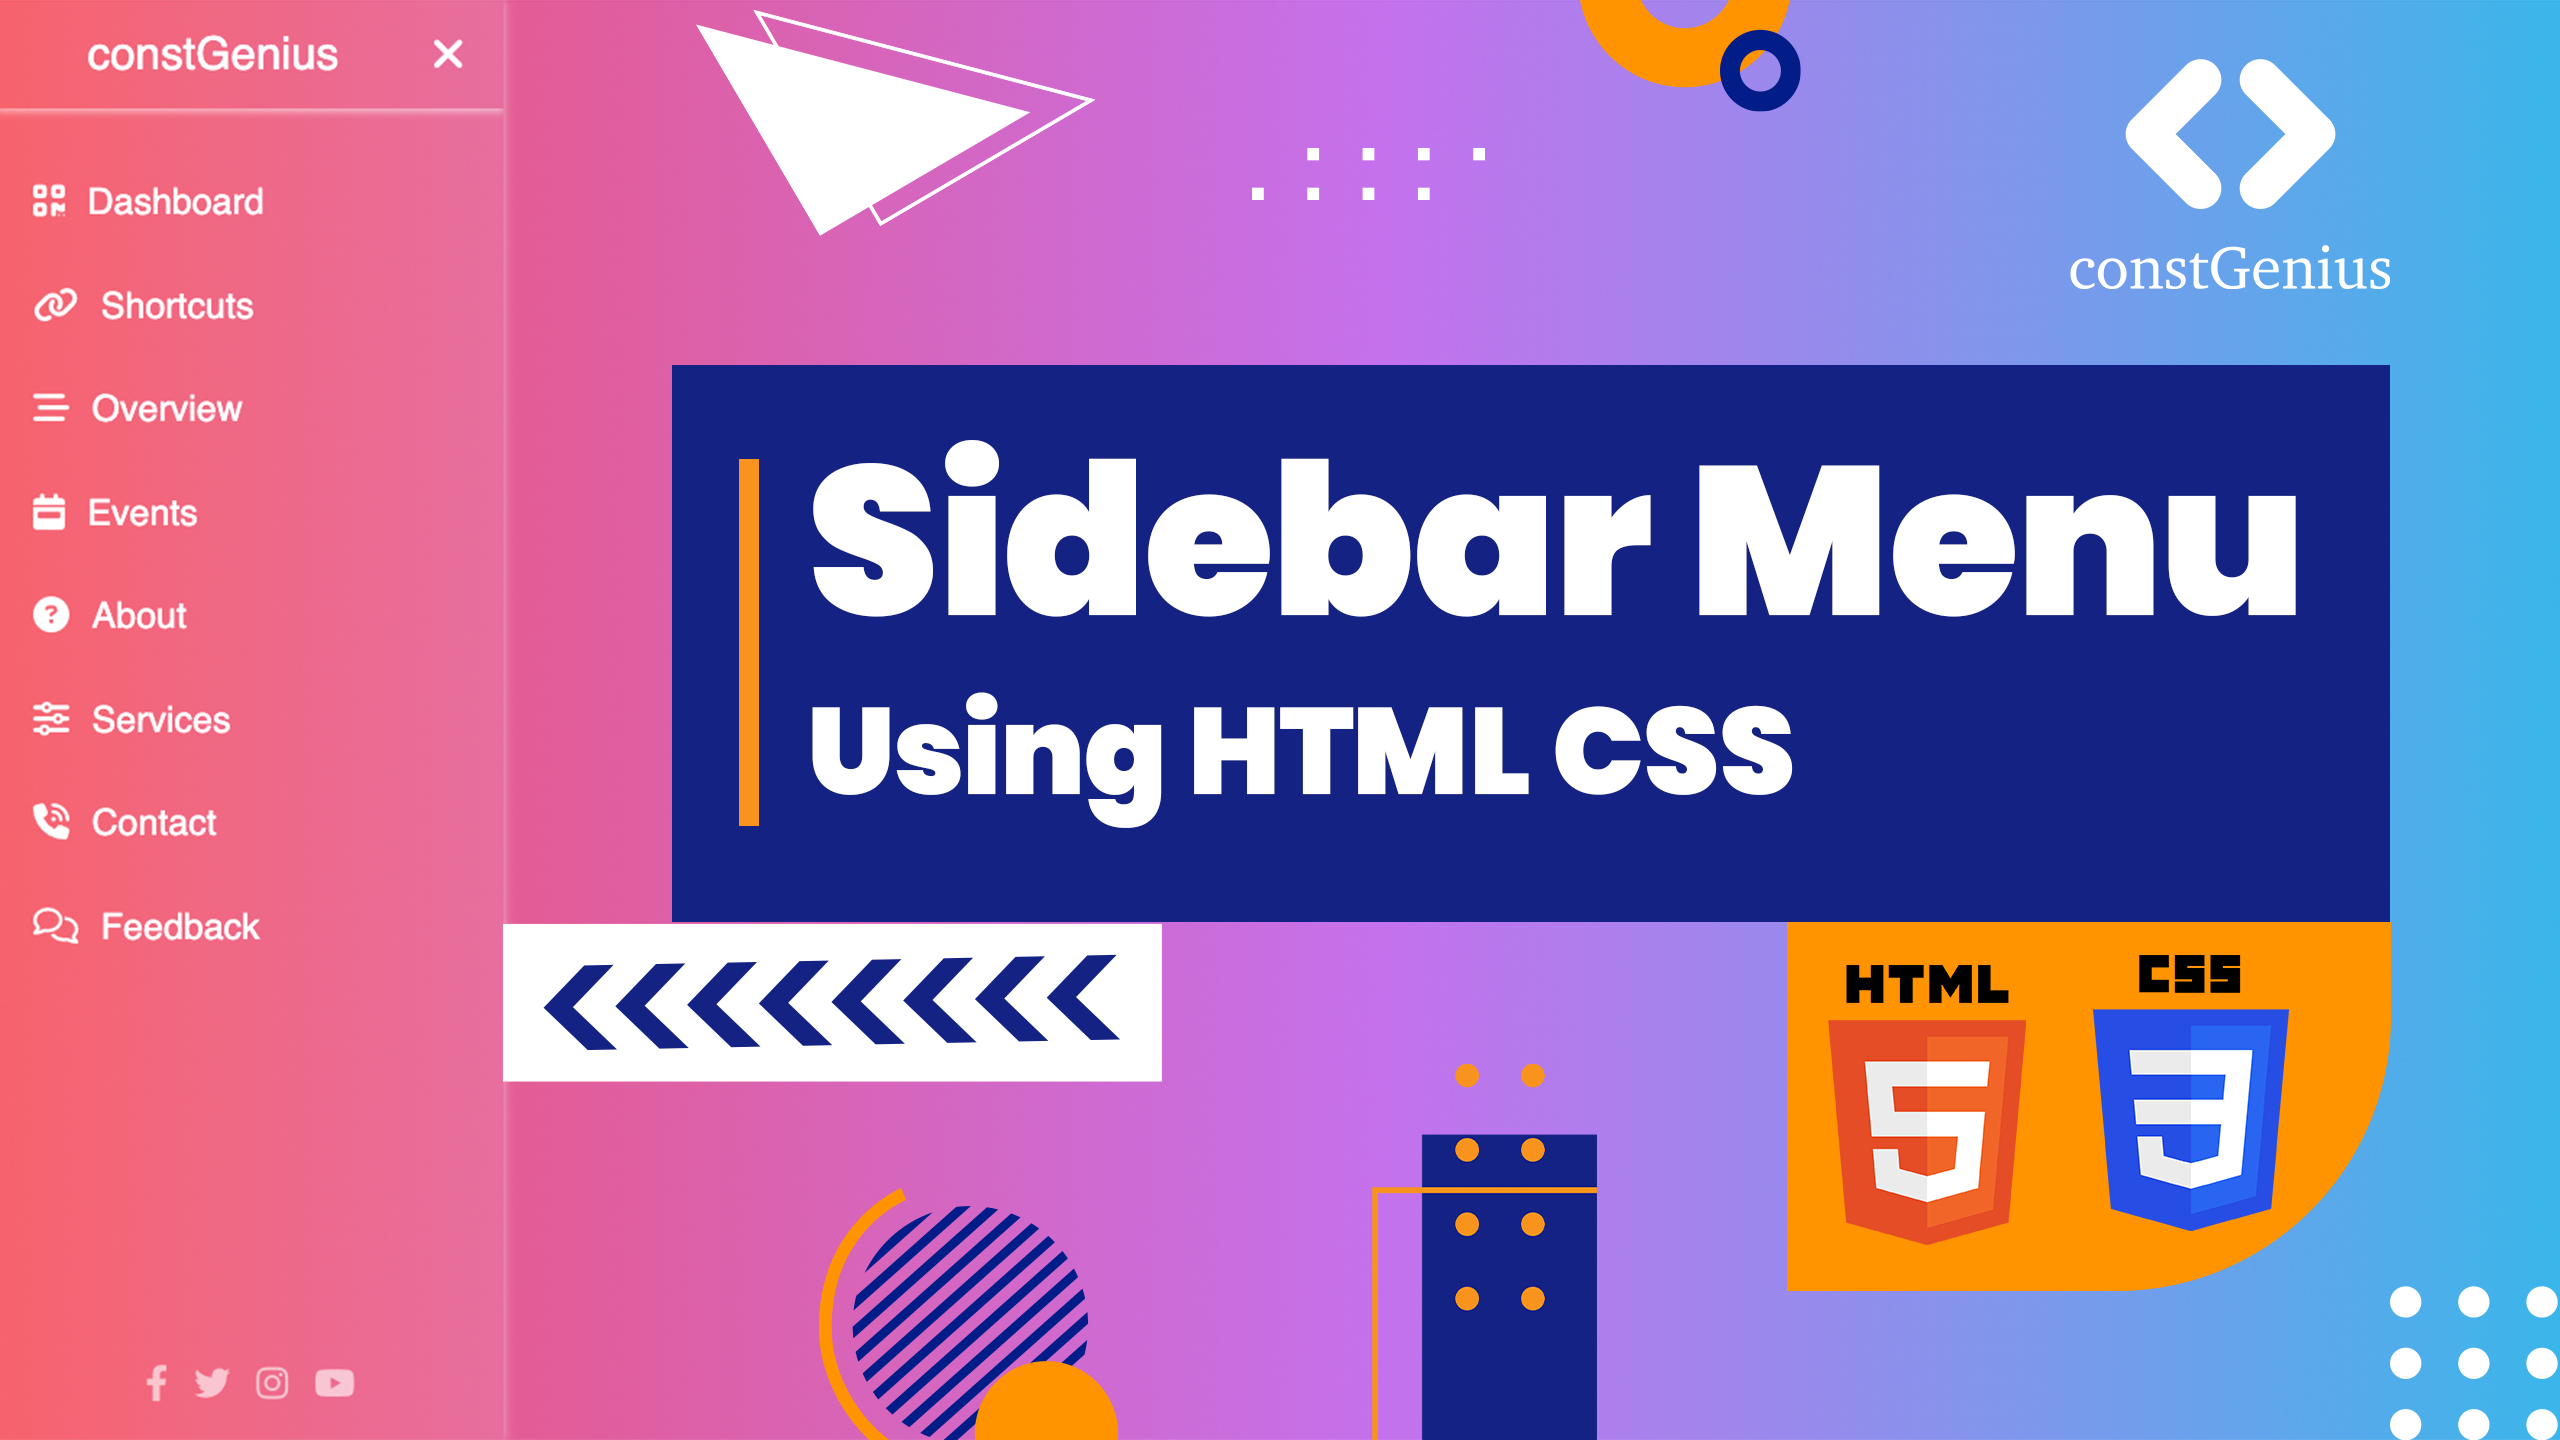 constGenius
Dashboard
Shortcuts
Overview
Events
About
Services
Contact
Feedback
constGenius
Sidebar Menu
Using HTML CSS
HTML
CSS